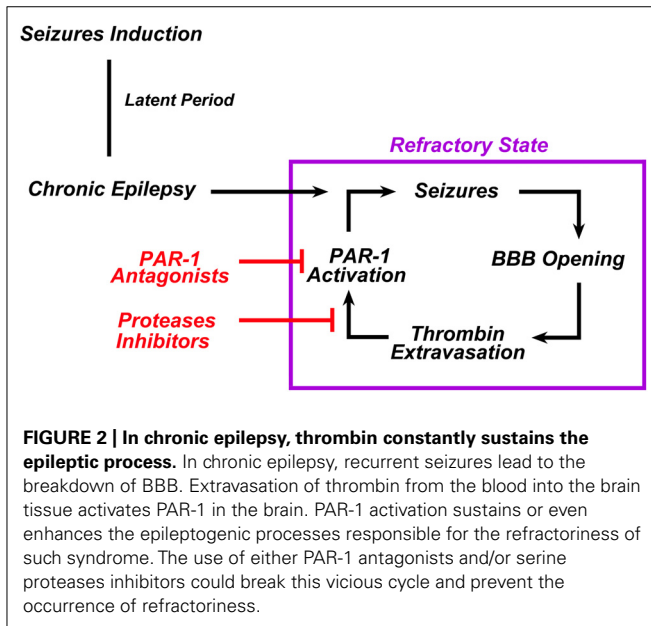 Seizures Induction
Latent Period
Refractory State
Chronic Epilepsy
Seizures
PAR-1
Antagonists
PAR-1
Activation
BBB Opening
Proteases
Inhibitors
Thrombin
Extravasation
FIGURE 2 | In chronic epilepsy, thrombin constantly sustains the
epileptic process. In chronic epilepsy, recurrent seizures lead to the
breakdown of BBB. Extravasation of thrombin from the blood into the brain
tissue activates PAR-1 in the brain. PAR-1 activation sustains or even
enhances the epileptogenic processes responsible for the refractoriness of
such syndrome. The use of either PAR-1 antagonists and/or serine
proteases inhibitors could break this vicious cycle and prevent the
occurrence of refractoriness.